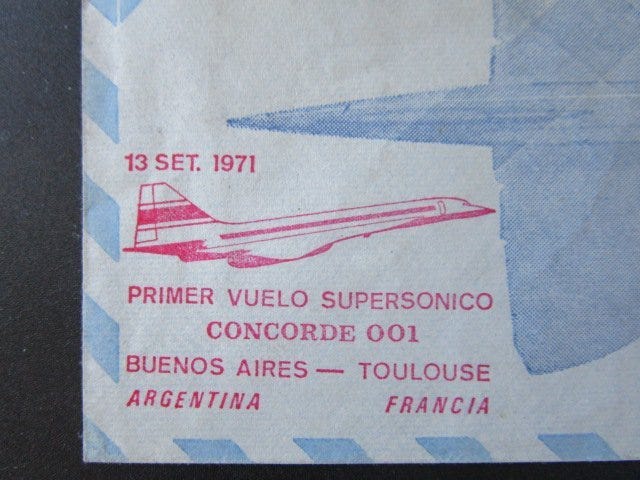 13 SET. 1971
PRIMER VUELO SUPERSONICO
CONCORDE 001
BUENOS AIRES — TOULOUSE
ARGENTINA FRANCIA